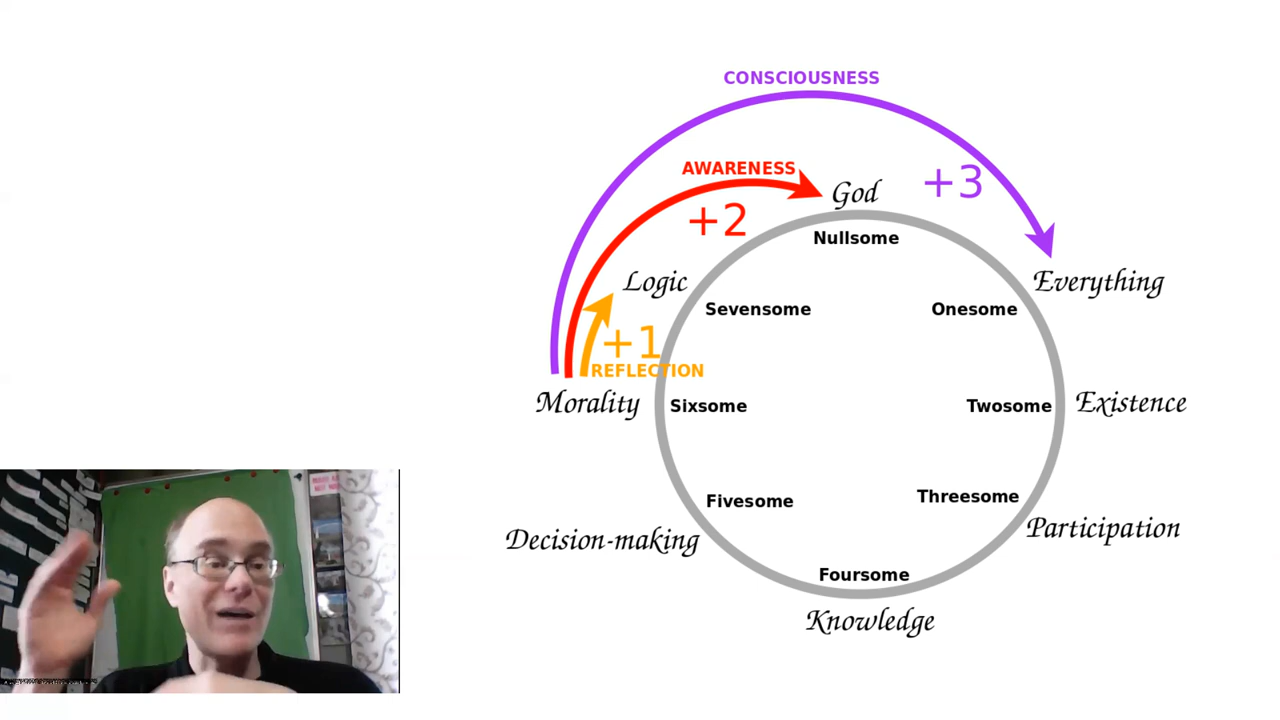 CONSCIOUSNESS
AWARENESS
God
+3
+2
Nullsome
Logic
Everything
Sevensome
Onesome
+1
REFLECTION
Morality
Sixsome
Twosome
Existence
Fivesome
Threesome
Decision-making
Participation
Foursome
Knowledge